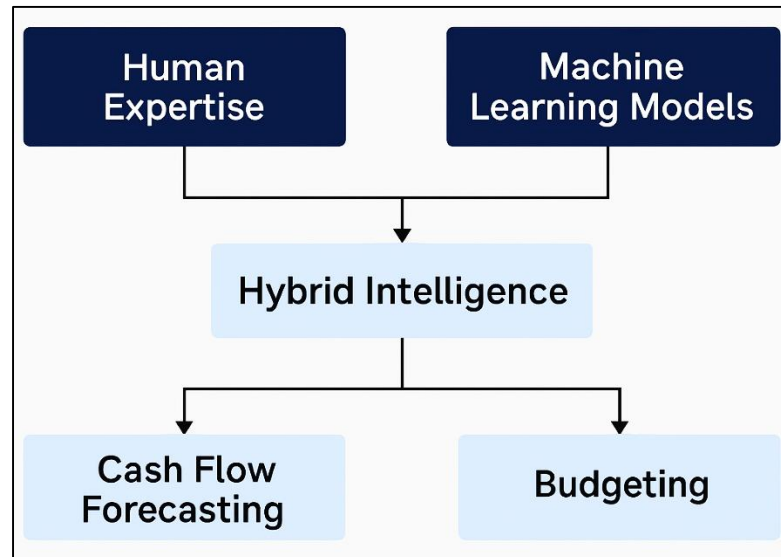 Human
Expertise
Machine
Learning Models
Hybrid Intelligence
Cash Flow
Forecasting
Budgeting